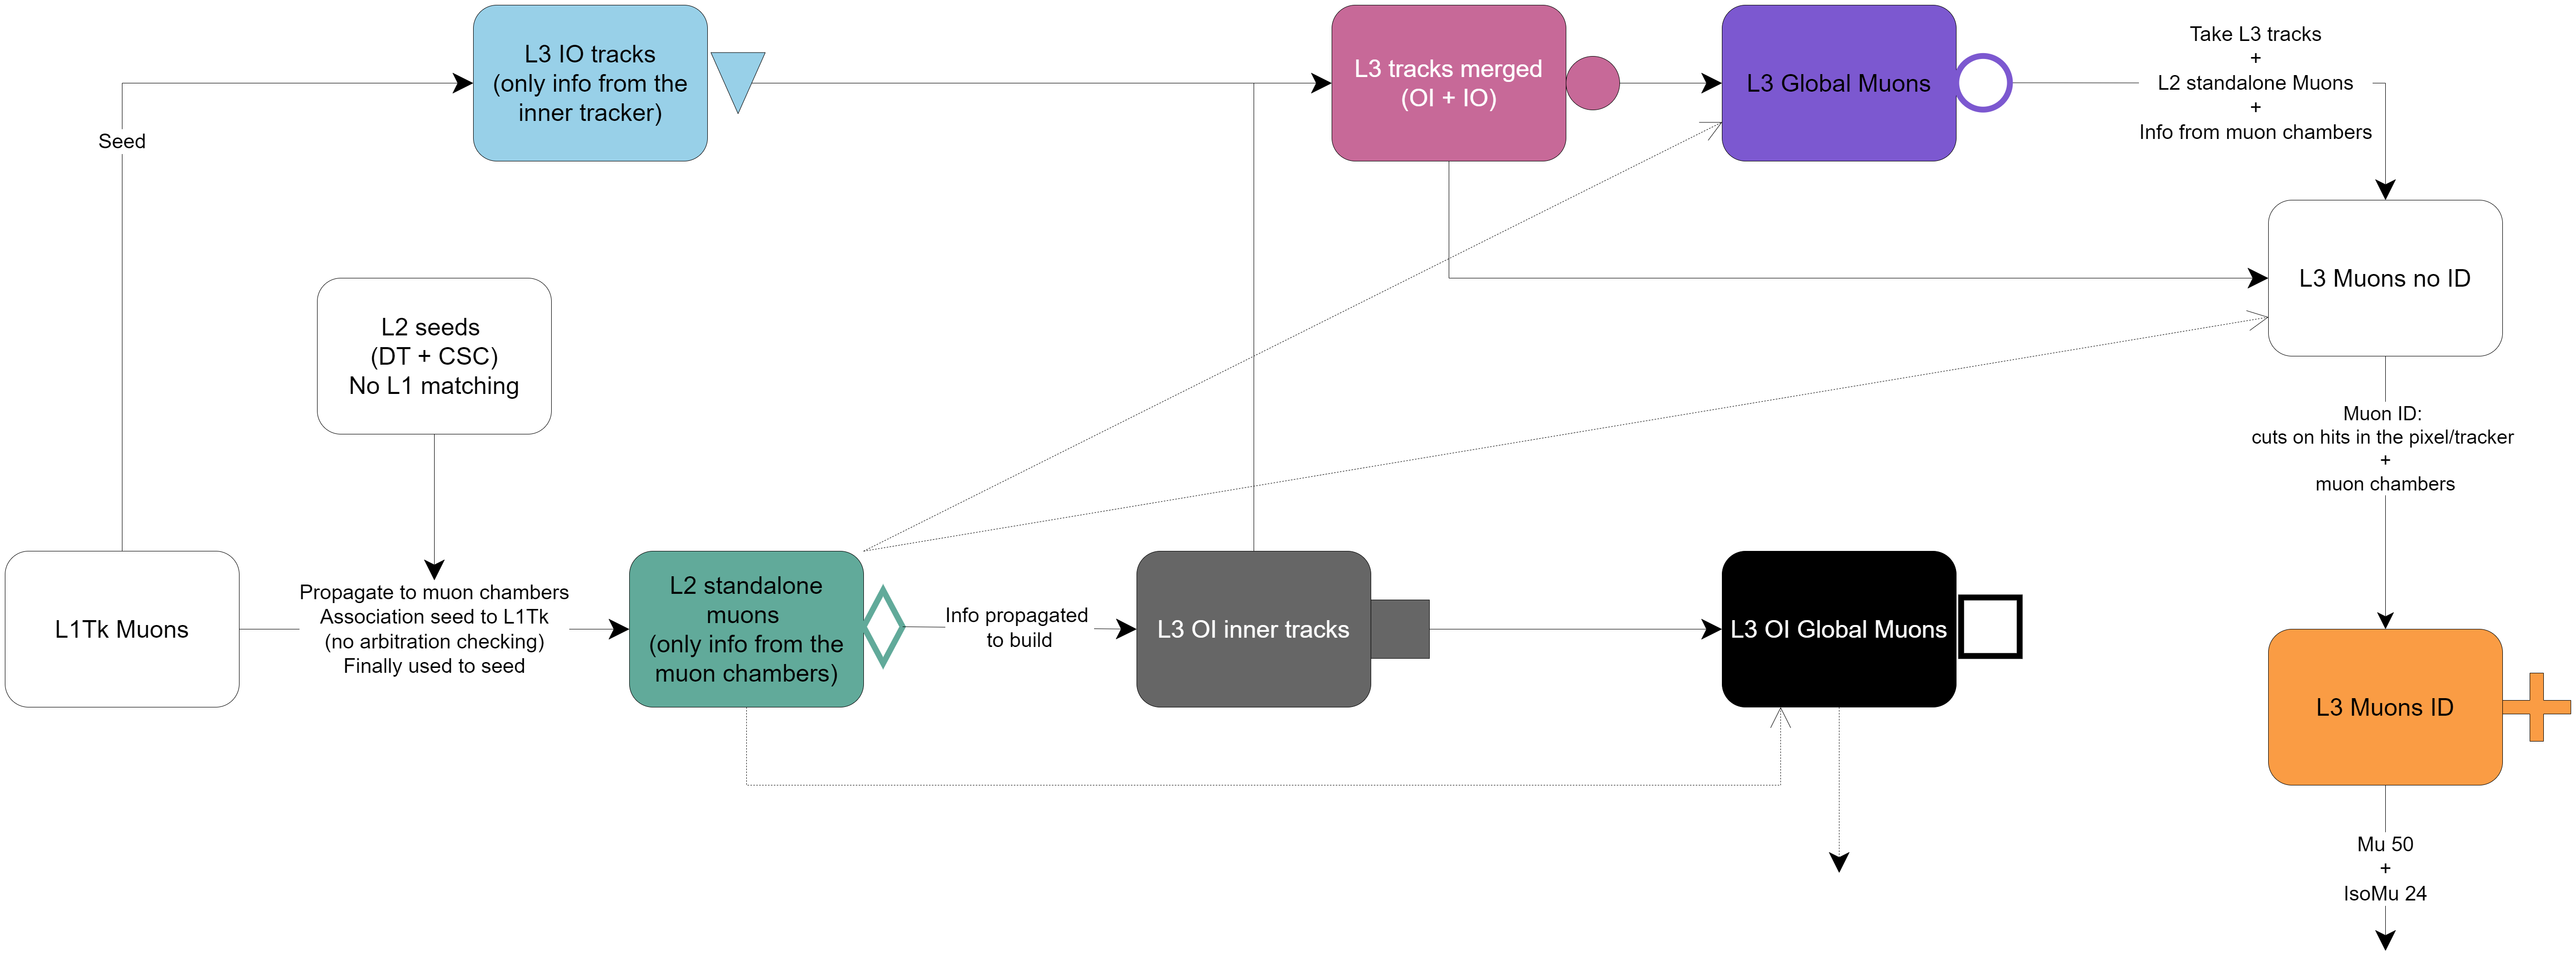 L3 IO tracks
(only info from the
inner tracker)
L3 tracks merged
(OI + IO)
L3 Global Muons
Take L3 tracks
+
L2 standalone Muons
+
Info from muon chambers
Seed
L2 seeds
(DT + CSC)
No L1 matching
L3 Muons no ID
Muon ID:
cuts on hits in the pixel/tracker
+
muon chambers
L1Tk Muons
Propagate to muon chambers
Association seed to L1Tk
(no arbitration checking)
Finally used to seed
L2 standalone
muons
(only info from the
muon chambers)
Info propagated
to build
L3 OI inner tracks
L3 OI Global Muons
L3 Muons ID
Mu 50
+
IsoMu 24